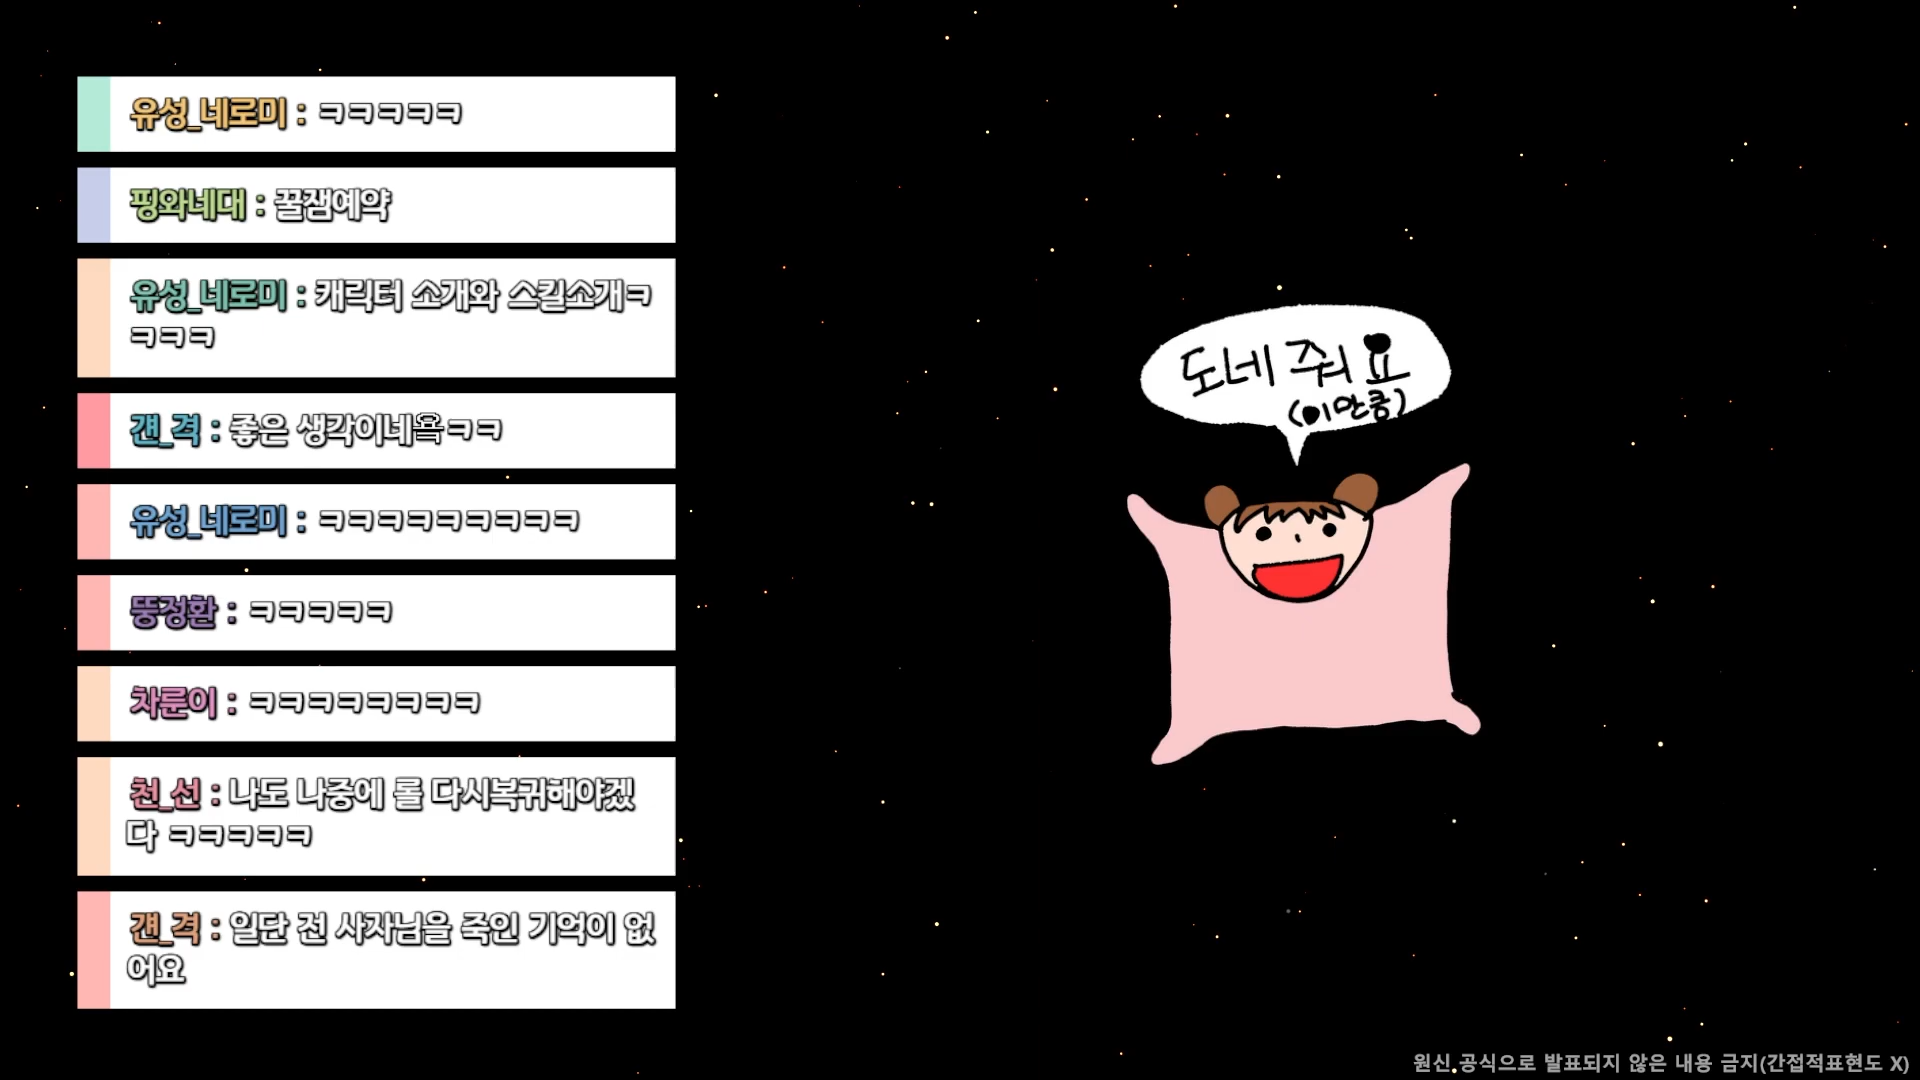 유성_네로미 : ㅋㅋㅋㅋㅋ
핑와네대 : 꿀잼예약
유성_네로미 : 캐릭터 소개와 스킬소개ㅋ
ㅋㅋㅋ
갠_격 : 좋은 생각이네욬ㅋㅋ
유성_네로미 : ㅋㅋㅋㅋㅋㅋㅋㅋㅋ
뚱정환 : ㅋㅋㅋㅋㅋ
차룬이 : ㅋㅋㅋㅋㅋㅋㅋㅋ
천_선 : 나도 나중에 롤 다시복귀해야겠
다 ㅋㅋㅋㅋㅋ
갠_격 : 일단 전 사자님을 죽인 기억이 없
어요
도네 줘요
(이만큼)
원신 공식으로 발표되지 않은 내용 금지(간접적표현도 X)